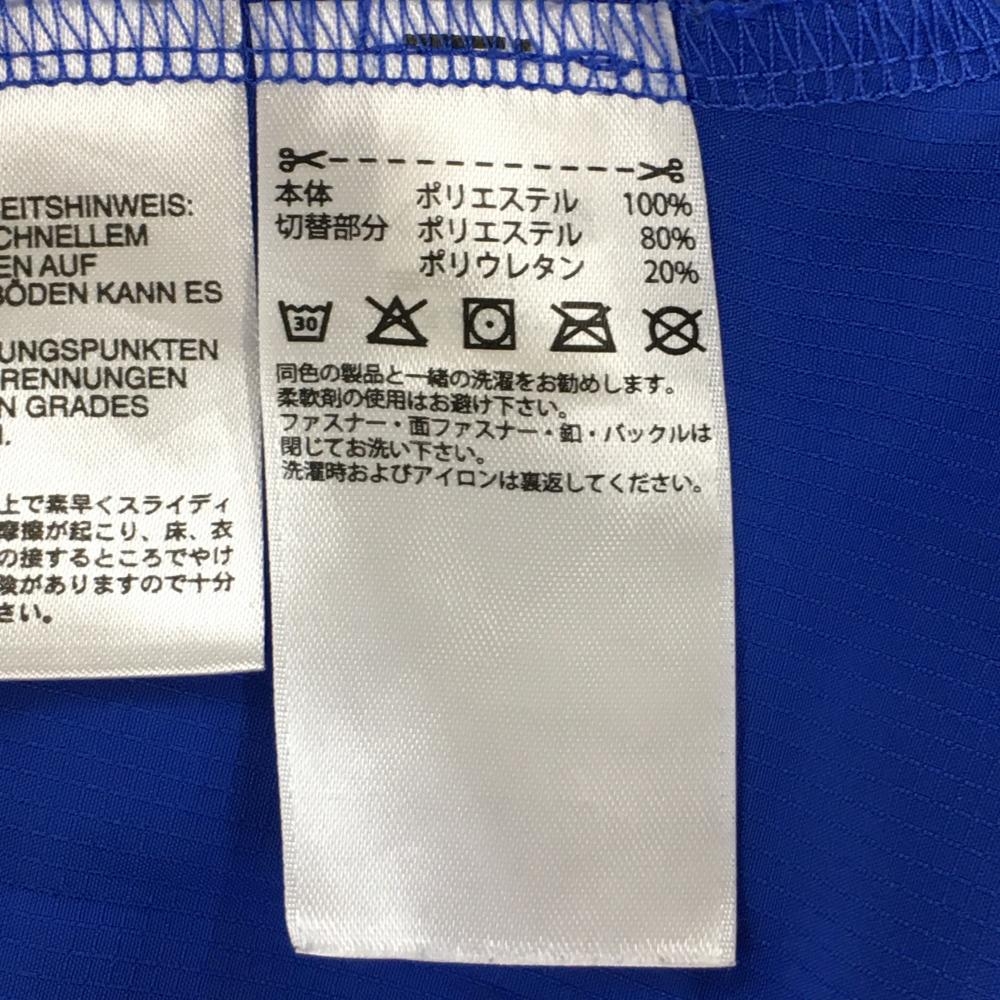 EITSHINWEIS:
CHNELLEM
EN AUF
BÖDEN KANN ES
UNGSPUNKTEN
RENNUNGEN
N GRADES
上で素早くスライディ
摩擦が起こり、床、衣
の接するところでやけ
険がありますので十分
さい。
本体 ポリエステル 100%
切替部分 ポリエステル 80%
ポリウレタン 20%
30
同色の製品と一緒の洗濯をお勧めします。
柔軟剤の使用はお避け下さい。
ファスナー・面ファスナー・釦・バックルは
閉じてお洗い下さい。
洗濯時およびアイロンは裏返してください。